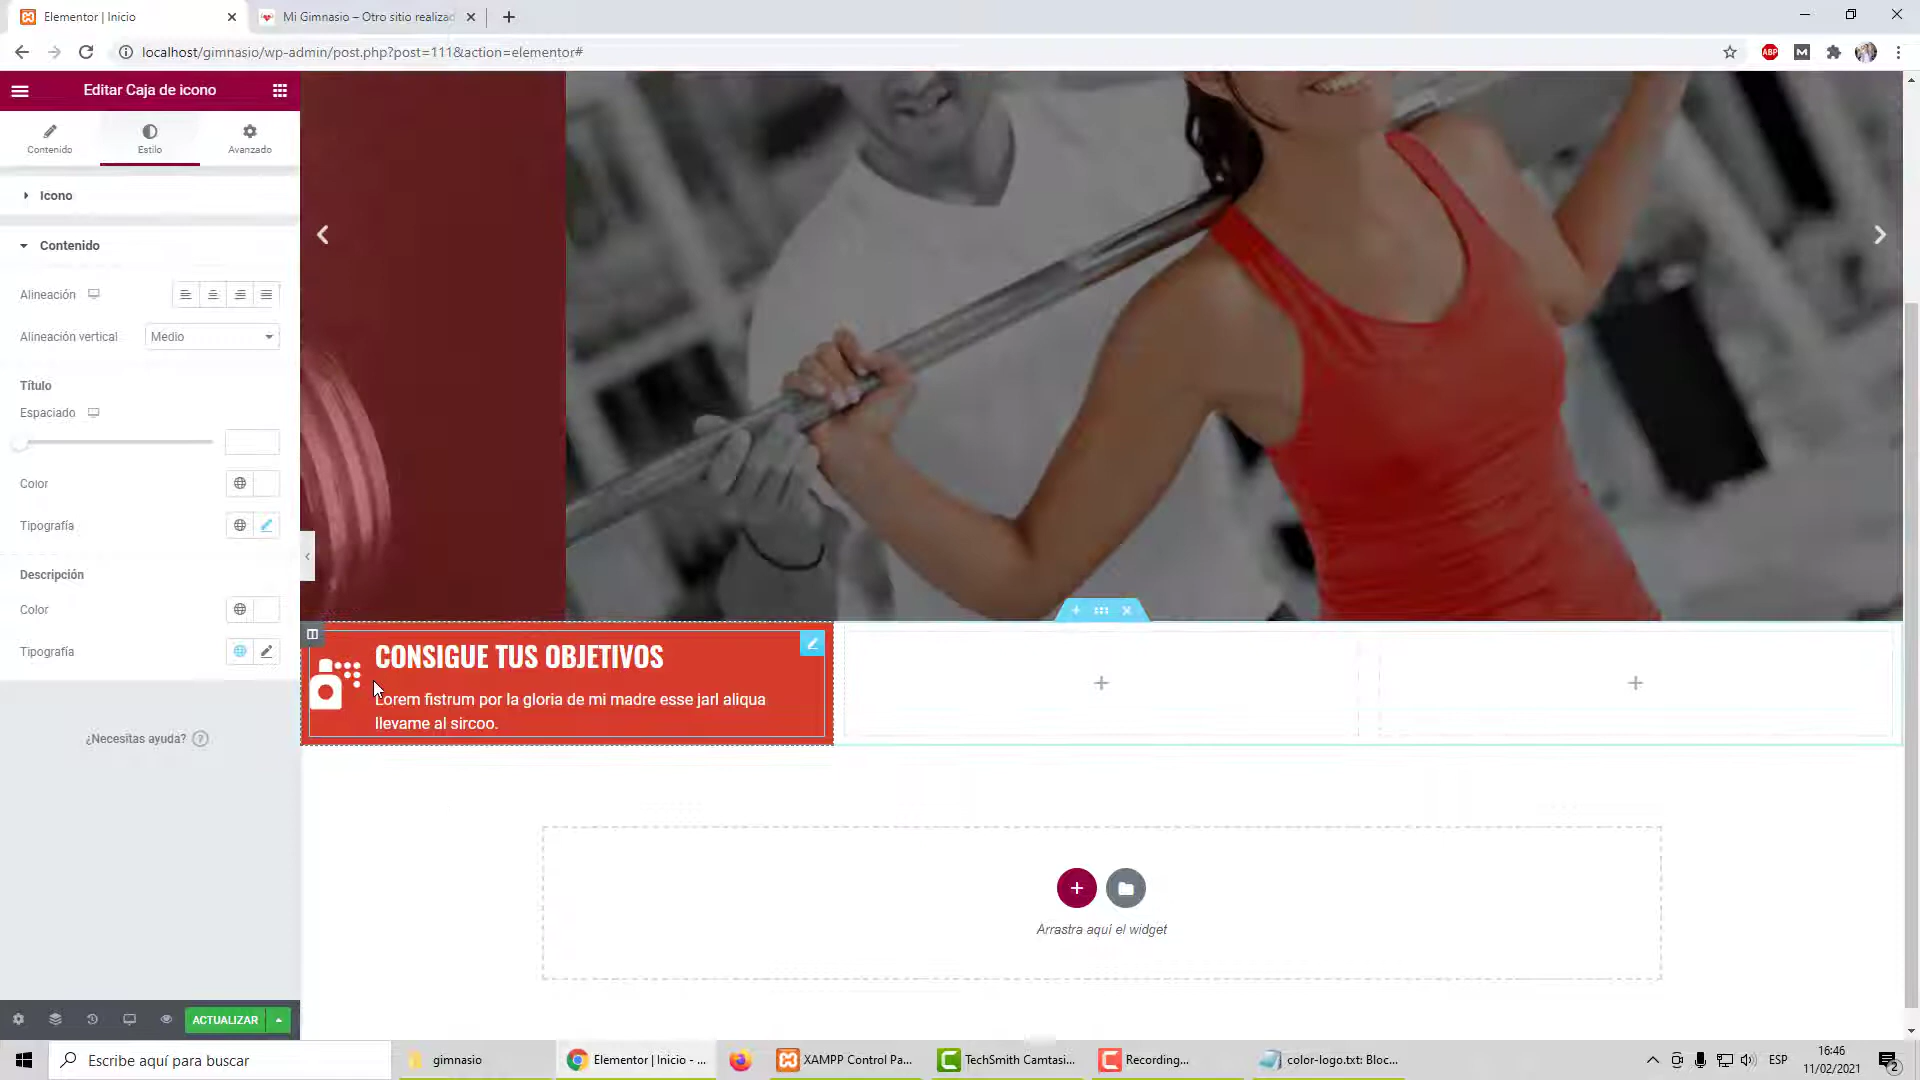 Elementor | Inicio
Mi Gimnasio – Otro sitio realizad
localhost/gimnasio/wp-admin/post.php?post=111&action=elementor#
ABP
M
Editar Caja de icono
Contenido
Estilo
Avanzado
Icono
Contenido
Alineación
Alineación vertical
Medio
Título
Espaciado
Color
Tipografía
Descripción
Color
Tipografía
¿Necesitas ayuda? ?
ACTUALIZAR
CONSIGUE TUS OBJETIVOS
Lorem fistrum por la gloria de mi madre esse jarl aliqua
llevame al sircoo.
Arrastra aquí el widget
Escribe aquí para buscar
gimnasio
Elementor | Inicio - ...
XAMPP Control Pa...
TechSmith Camtasi...
Recording...
color-logo.txt: Bloc...
ESP
16:46
11/02/2021
2